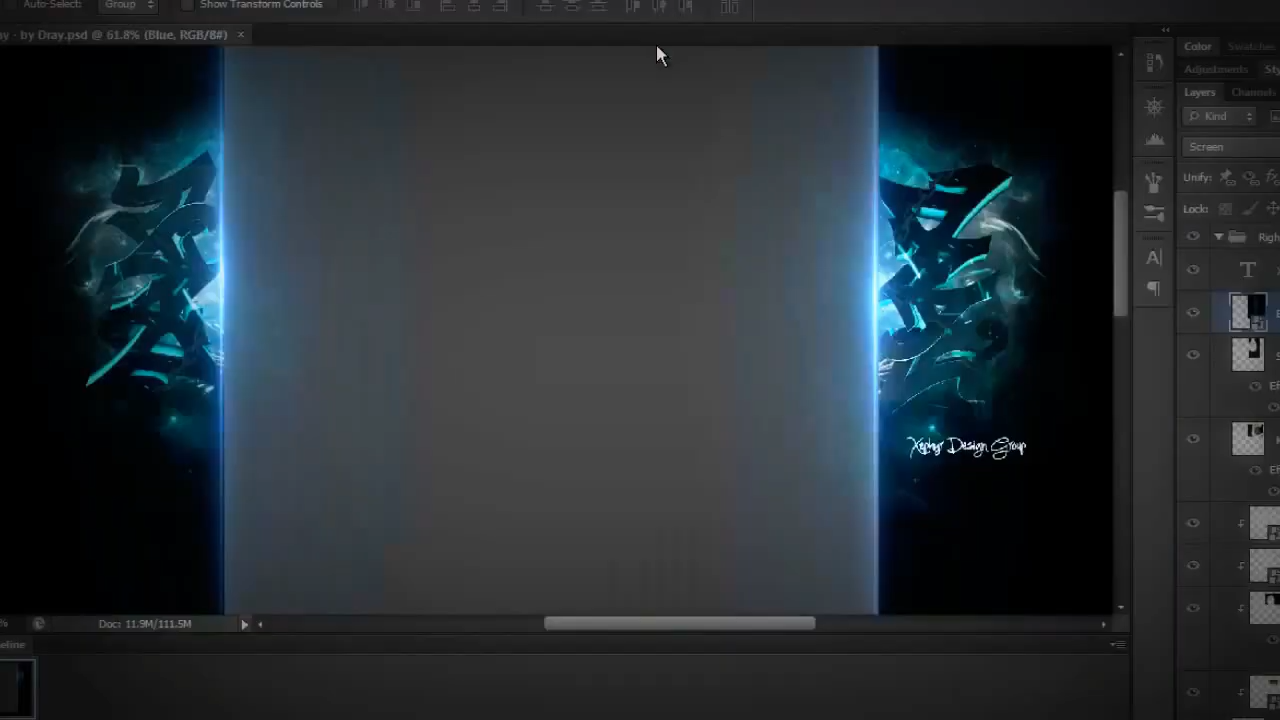 Auto-Select: Group Show Transform Controls
by Dray.psd @ 61.8% (Blue, RGB/8#) ×
Color Swatches
Adjustments
Layers Channels
Kind
Screen
Unify:
Lock:
T
A
Xephyr Design Group
Doc: 11.9M/111.5M